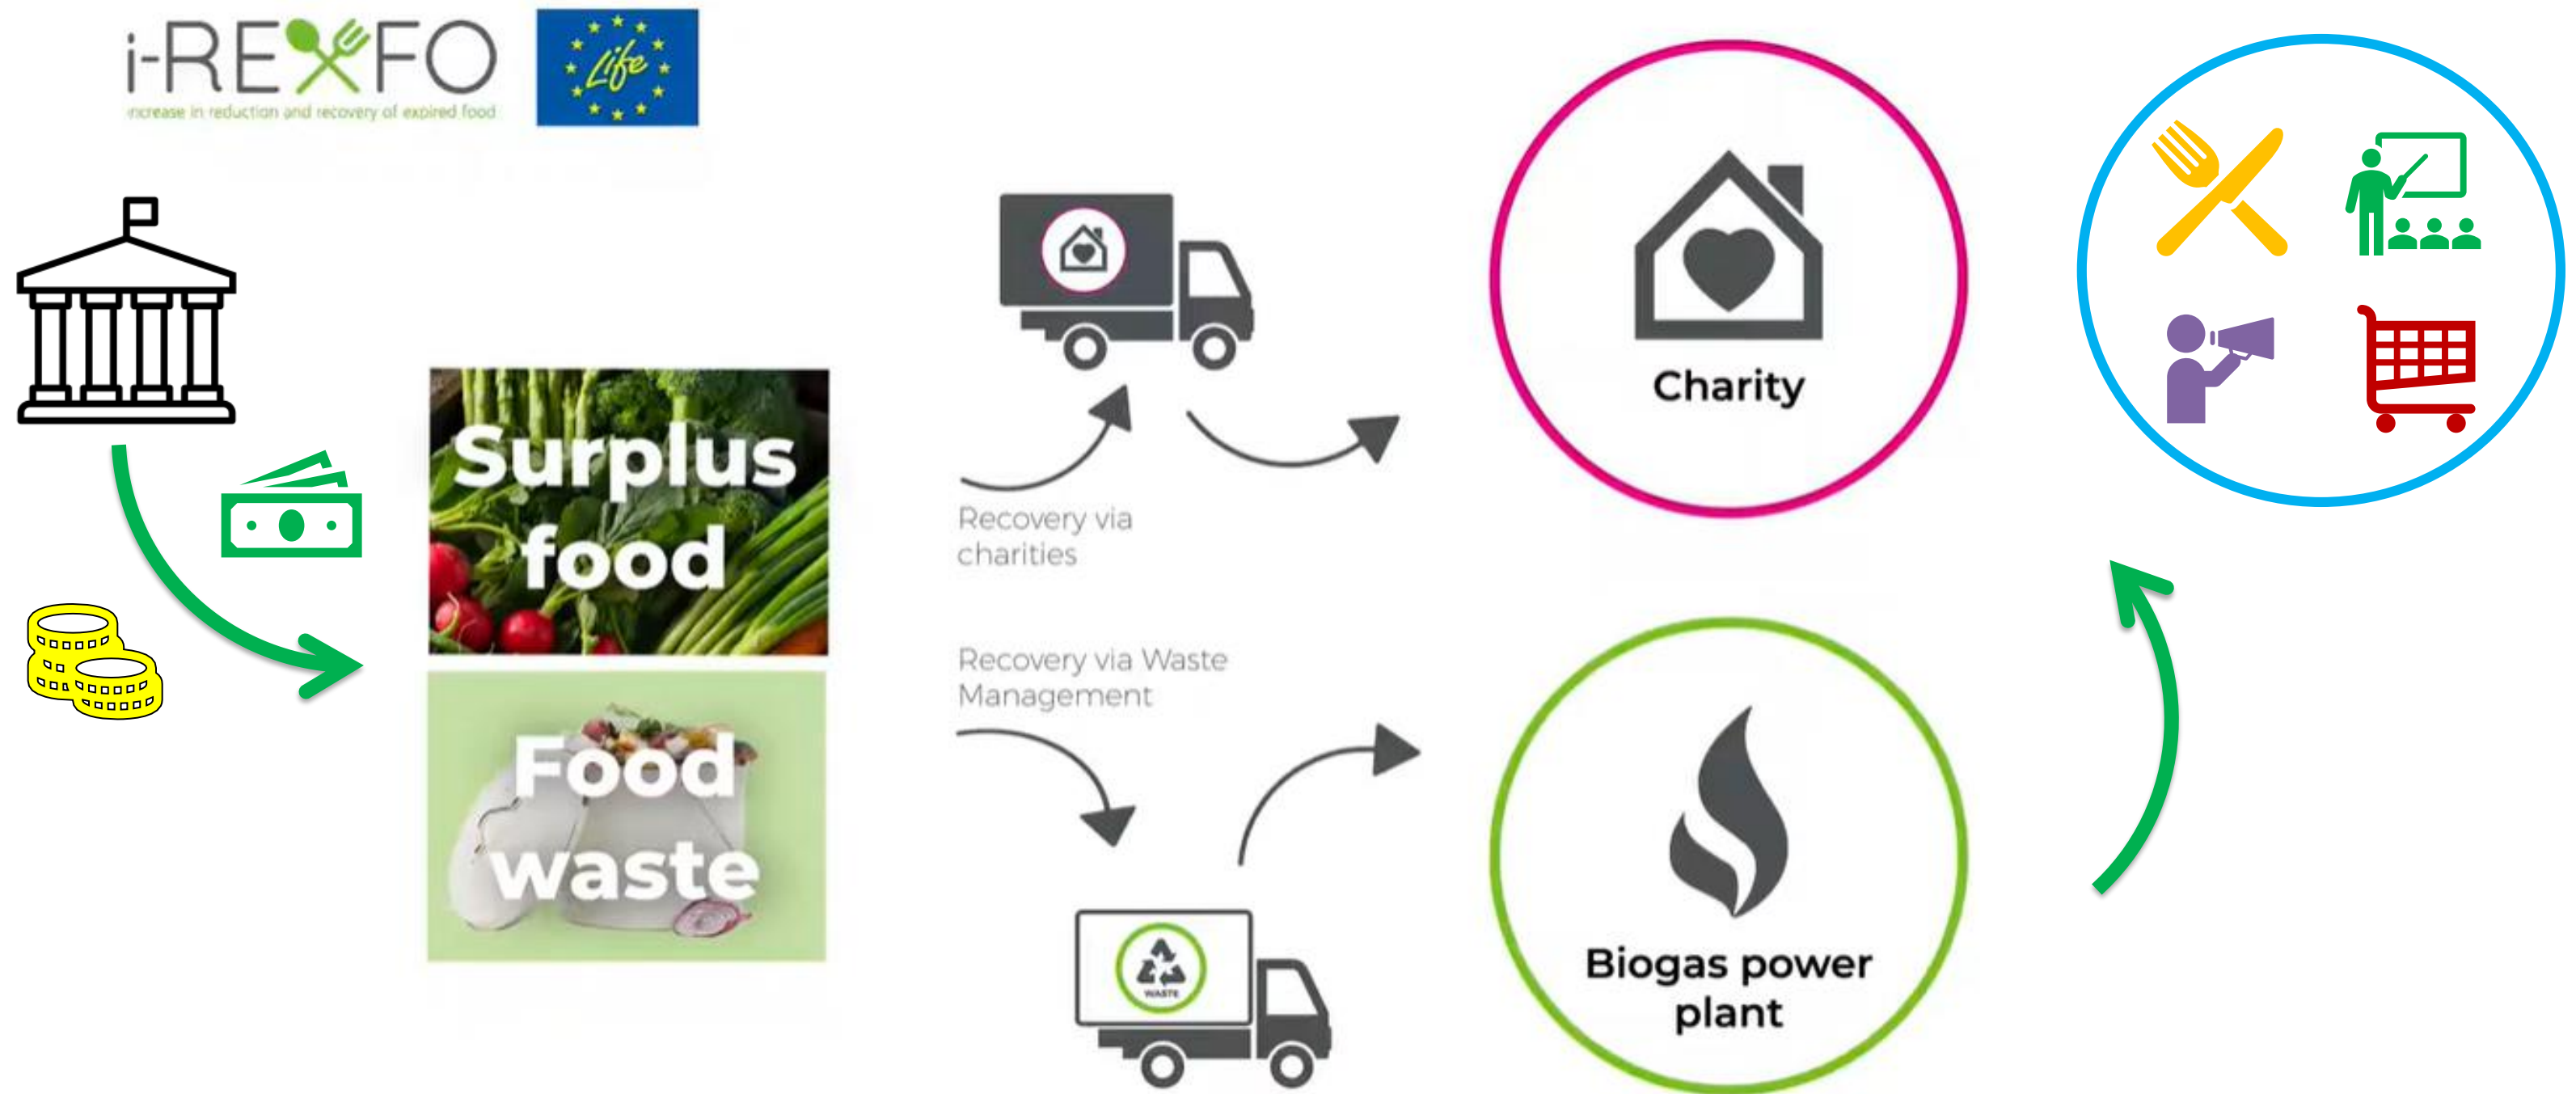 i-REXFO
increase in reduction and recovery of expired food
Life
Surplus
food
Food
waste
Recovery via
charities
Recovery via Waste
Management
WASTE
Charity
Biogas power
plant